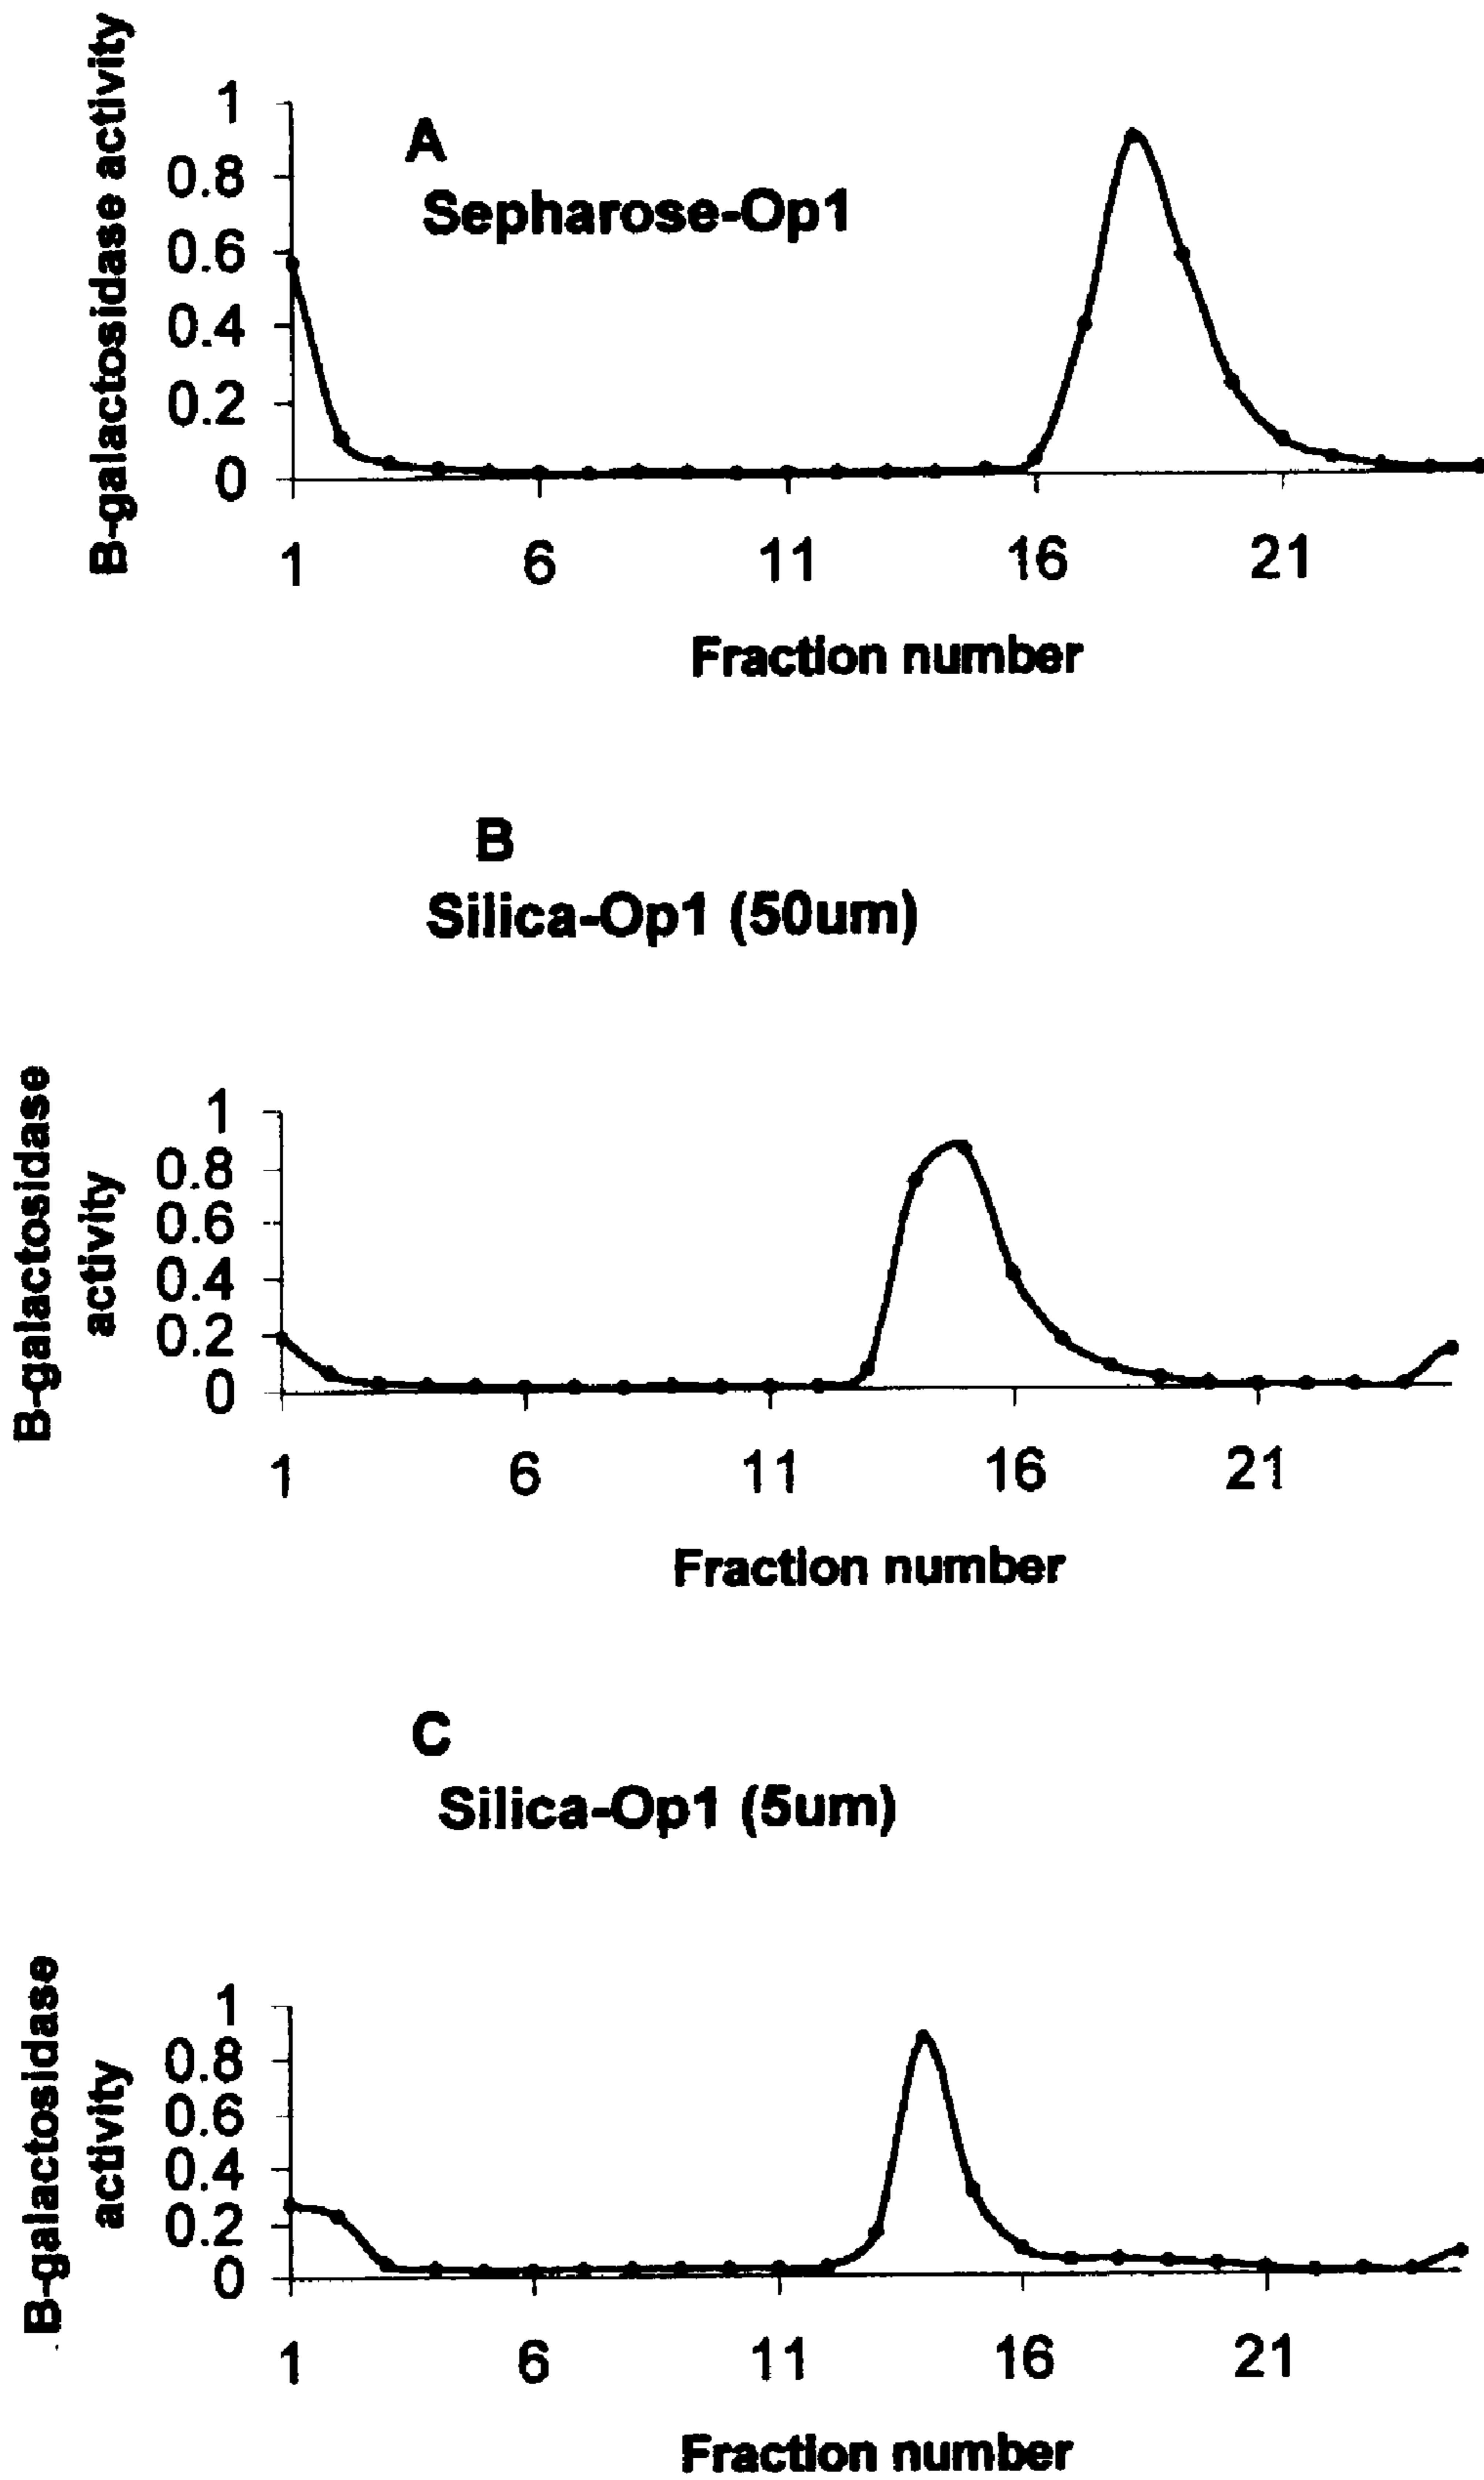 B-galactosidase activity
1
0.8
0.6
0.4
0.2
0
A
Sepharose-Op1
1 6 11 16 21
Fraction number
B
Silica-Op1 (50um)
B-galactosidase
activity
1
0.8
0.6
0.4
0.2
0
1 6 11 16 21
Fraction number
C
Silica-Op1 (5um)
B-galactosidase
activity
1
0.8
0.6
0.4
0.2
0
1 6 11 16 21
Fraction number